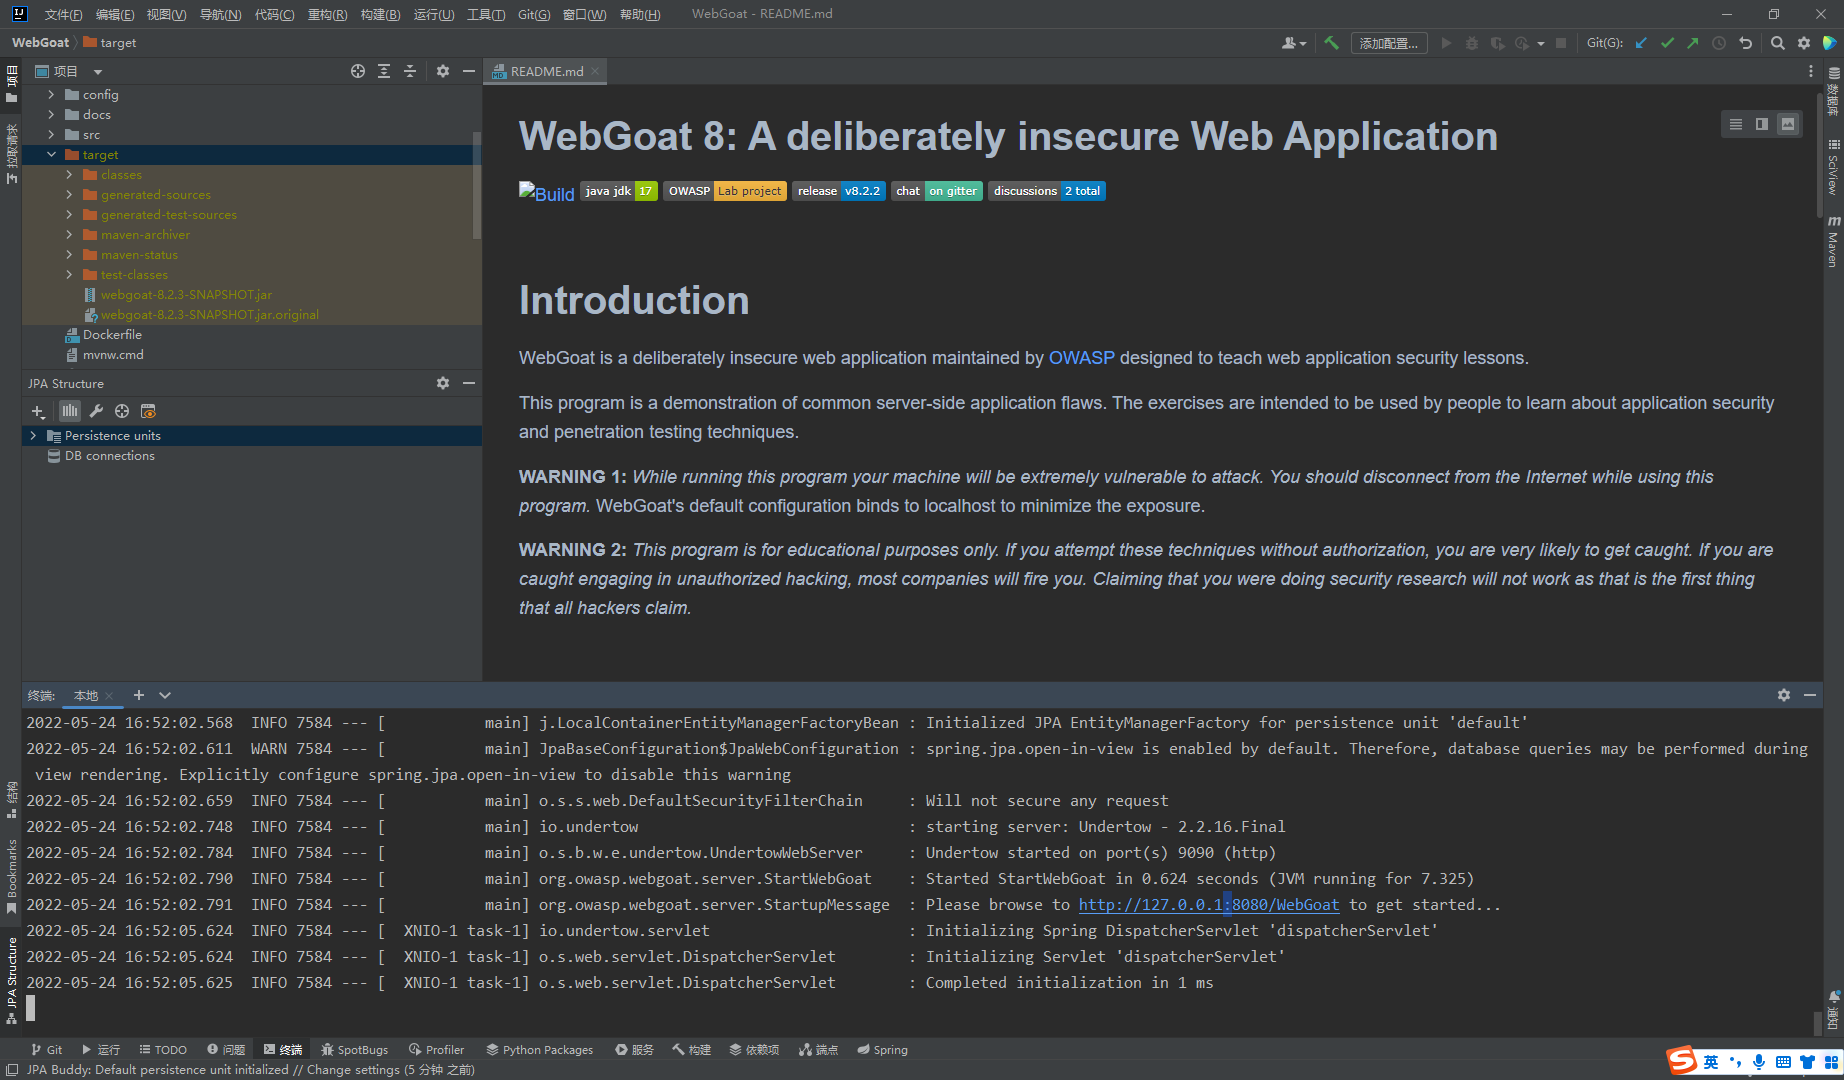 文件(F) 编辑(E) 视图(V) 导航(N) 代码(C) 重构(R) 构建(B) 运行(U) 工具(T) Git(G) 窗口(W) 帮助(H) WebGoat - README.md
WebGoat target 添加配置... Git(G):
项目
README.md
config
docs
src
target
classes
generated-sources
generated-test-sources
maven-archiver
maven-status
test-classes
webgoat-8.2.3-SNAPSHOT.jar
webgoat-8.2.3-SNAPSHOT.jar.original
Dockerfile
mvnw.cmd
JPA Structure
Persistence units
DB connections
项目
拉取请求
结构
Bookmarks
JPA Structure
WebGoat 8: A deliberately insecure Web Application
Build java jdk 17 OWASP Lab project release v8.2.2 chat on gitter discussions 2 total
Introduction
WebGoat is a deliberately insecure web application maintained by OWASP designed to teach web application security lessons.
This program is a demonstration of common server-side application flaws. The exercises are intended to be used by people to learn about application security
and penetration testing techniques.
WARNING 1: While running this program your machine will be extremely vulnerable to attack. You should disconnect from the Internet while using this
program. WebGoat's default configuration binds to localhost to minimize the exposure.
WARNING 2: This program is for educational purposes only. If you attempt these techniques without authorization, you are very likely to get caught. If you are
caught engaging in unauthorized hacking, most companies will fire you. Claiming that you were doing security research will not work as that is the first thing
that all hackers claim.
数据库
SciView
m Maven
通知
终端: 本地
2022-05-24 16:52:02.568 INFO 7584 --- [ main] j.LocalContainerEntityManagerFactoryBean : Initialized JPA EntityManagerFactory for persistence unit 'default'
2022-05-24 16:52:02.611 WARN 7584 --- [ main] JpaBaseConfiguration$JpaWebConfiguration : spring.jpa.open-in-view is enabled by default. Therefore, database queries may be performed during
view rendering. Explicitly configure spring.jpa.open-in-view to disable this warning
2022-05-24 16:52:02.659 INFO 7584 --- [ main] o.s.s.web.DefaultSecurityFilterChain : Will not secure any request
2022-05-24 16:52:02.748 INFO 7584 --- [ main] io.undertow : starting server: Undertow - 2.2.16.Final
2022-05-24 16:52:02.784 INFO 7584 --- [ main] o.s.b.w.e.undertow.UndertowWebServer : Undertow started on port(s) 9090 (http)
2022-05-24 16:52:02.790 INFO 7584 --- [ main] org.owasp.webgoat.server.StartWebGoat : Started StartWebGoat in 0.624 seconds (JVM running for 7.325)
2022-05-24 16:52:02.791 INFO 7584 --- [ main] org.owasp.webgoat.server.StartupMessage : Please browse to http://127.0.0.1:8080/WebGoat to get started...
2022-05-24 16:52:05.624 INFO 7584 --- [ XNIO-1 task-1] io.undertow.servlet : Initializing Spring DispatcherServlet 'dispatcherServlet'
2022-05-24 16:52:05.624 INFO 7584 --- [ XNIO-1 task-1] o.s.web.servlet.DispatcherServlet : Initializing Servlet 'dispatcherServlet'
2022-05-24 16:52:05.625 INFO 7584 --- [ XNIO-1 task-1] o.s.web.servlet.DispatcherServlet : Completed initialization in 1 ms
Git 运行 TODO 问题 终端 SpotBugs Profiler Python Packages 服务 构建 依赖项 端点 Spring
JPA Buddy: Default persistence unit initialized // Change settings (5 分钟 之前)
S 英